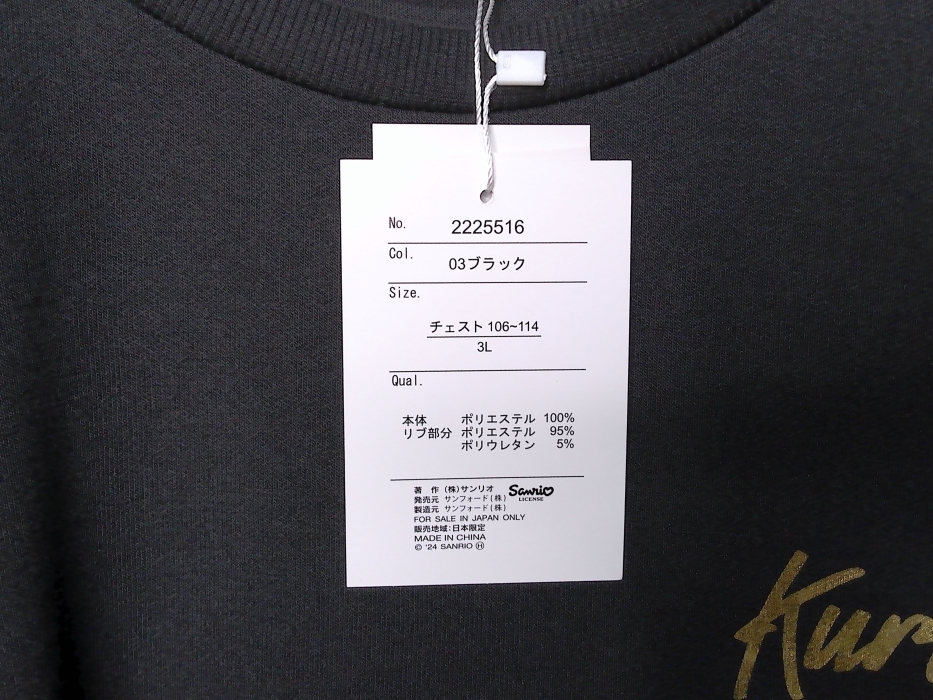 No. 2225516
Col. 03ブラック
Size.
チェスト 106~114
3L
Qual.
本体 ポリエステル 100%
リブ部分 ポリエステル 95%
ポリウレタン 5%
著 作 (株)サンリオ Sanrio
発売元 サンフォード(株) LICENSE
製造元 サンフォード(株)
FOR SALE IN JAPAN ONLY
販売地域:日本限定
MADE IN CHINA
© '24 SANRIO Ⓗ
Kur